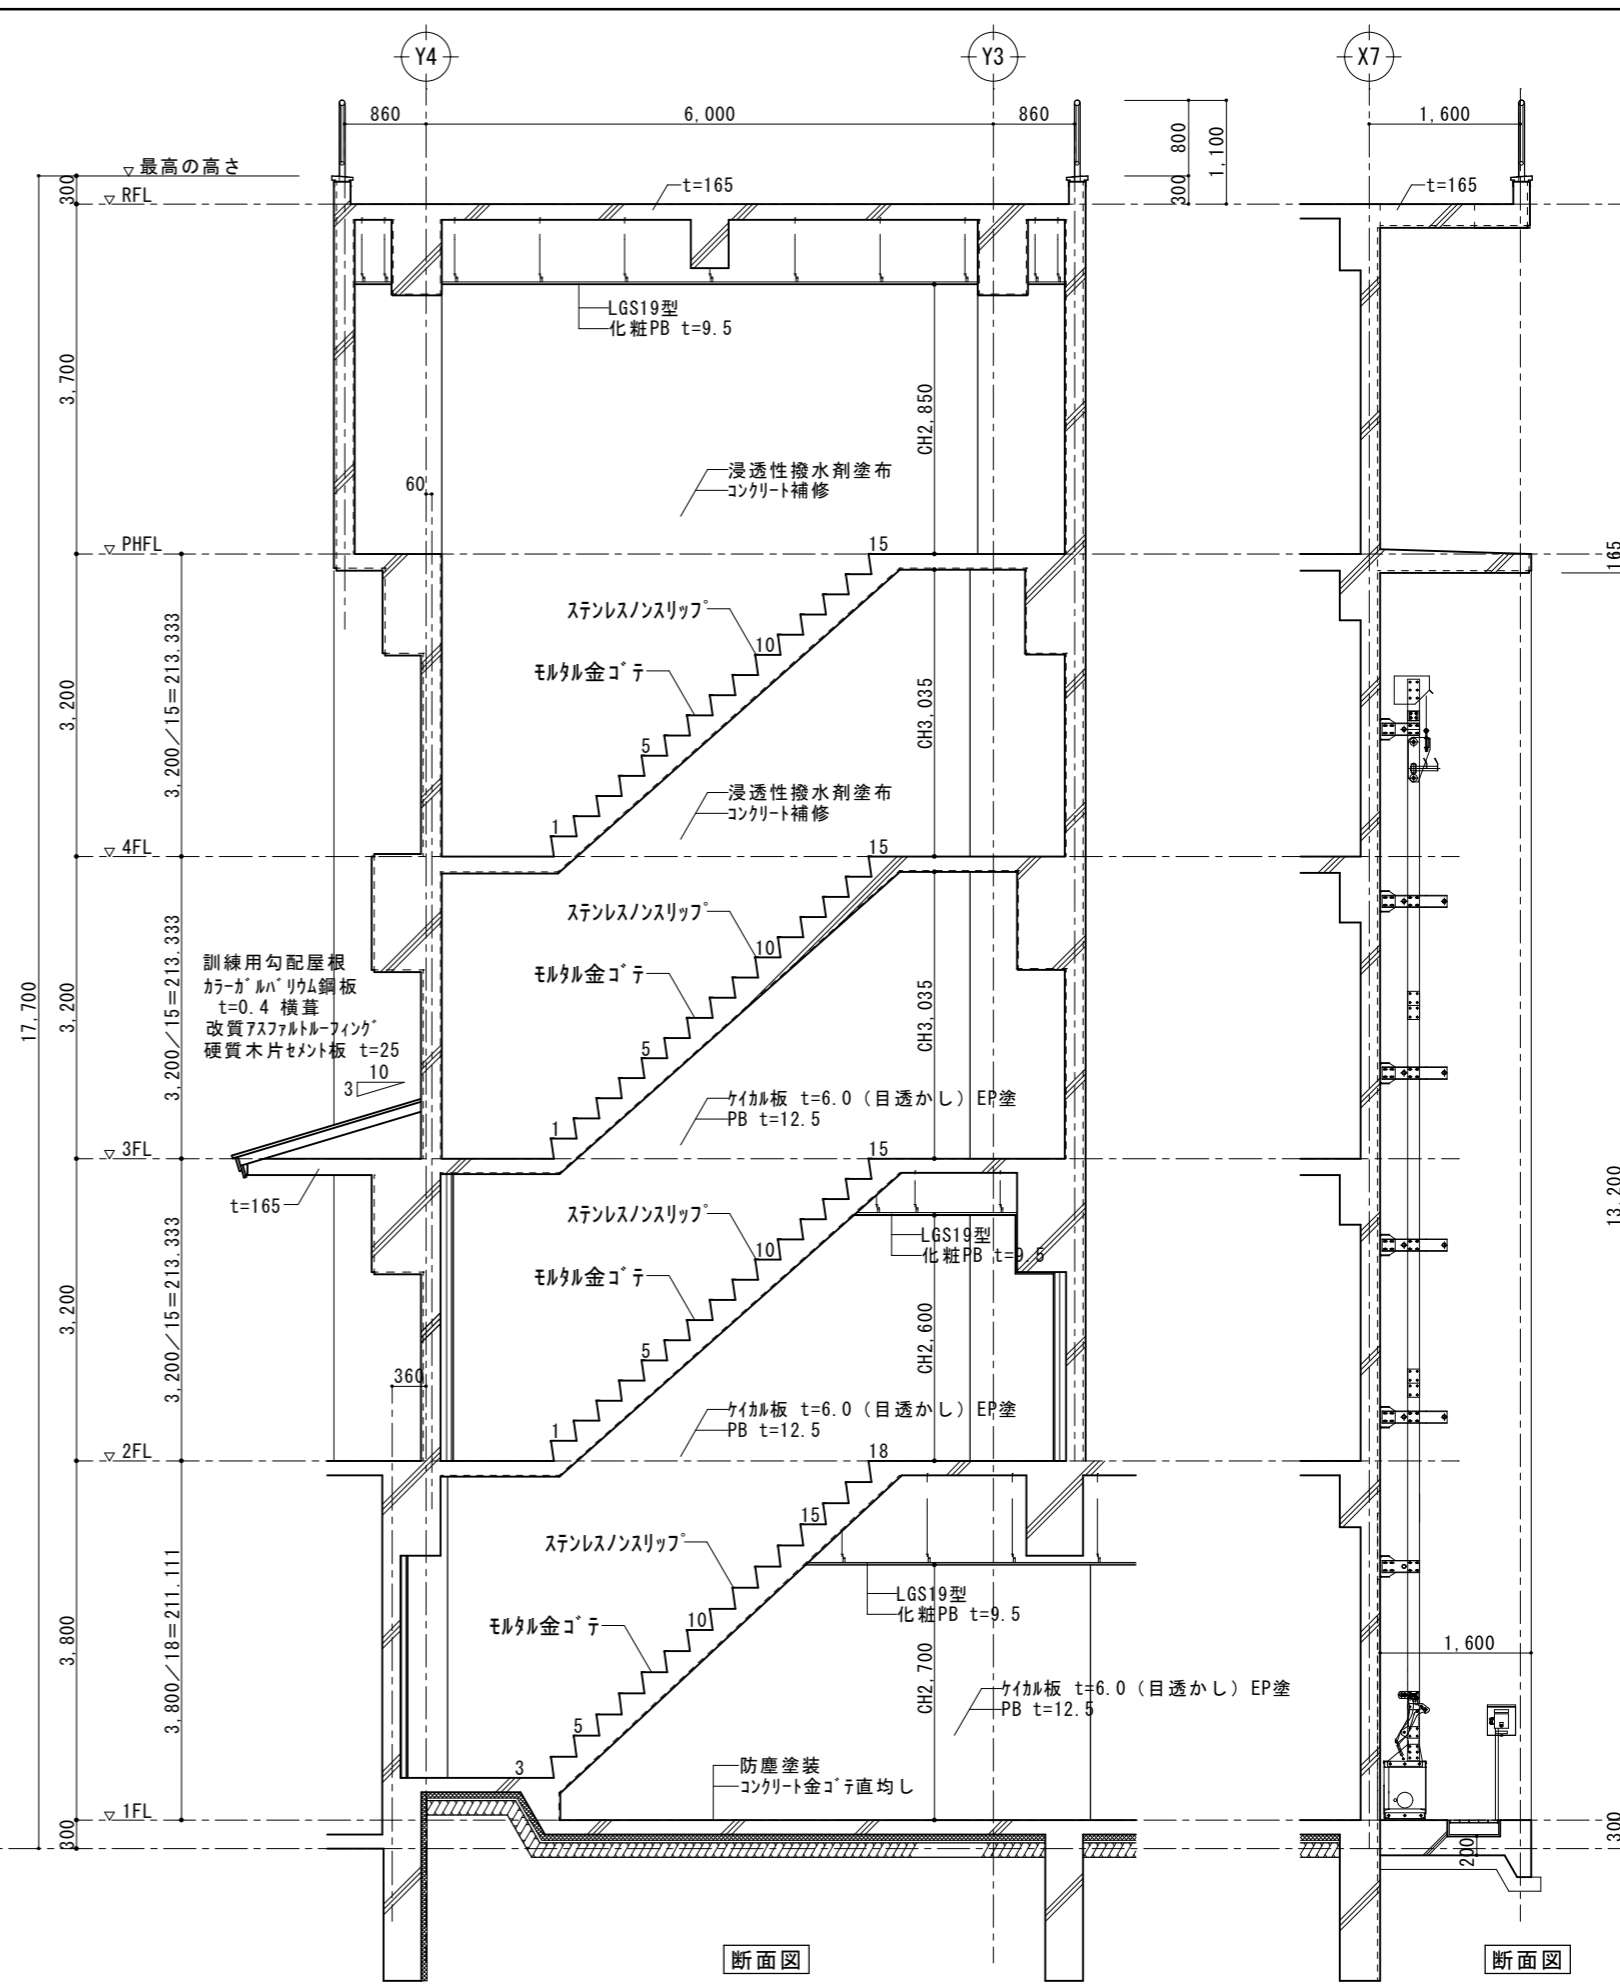 Y4
Y3
X7
860
6,000
860
800
300
1,100
1,600
最高の高さ
300
RFL
t=165
t=165
LGS19型
化粧PB t=9.5
3,700
CH2,850
浸透性撥水剤塗布
コンクリート補修
60
PHFL
15
165
ステンレスノンスリップ
10
モルタル金ゴテ
5
1
3,200
3,200/15=213.333
CH3,035
浸透性撥水剤塗布
コンクリート補修
4FL
15
ステンレスノンスリップ
10
モルタル金ゴテ
5
1
訓練用勾配屋根
カラーガルバリウム鋼板
t=0.4 横葺
改質アスファルトルーフィング
硬質木片セメント板 t=25
10
3
17,700
3,200
3,200/15=213.333
CH3,035
ケイカル板 t=6.0(目透かし)EP塗
PB t=12.5
3FL
15
t=165
ステンレスノンスリップ
10
モルタル金ゴテ
5
1
LGS19型
化粧PB t=9.5
13,200
3,200
3,200/15=213.333
CH2,600
360
ケイカル板 t=6.0(目透かし)EP塗
PB t=12.5
2FL
18
15
ステンレスノンスリップ
10
モルタル金ゴテ
5
3
LGS19型
化粧PB t=9.5
3,800
3,800/18=211.111
CH2,700
1,600
ケイカル板 t=6.0(目透かし)EP塗
PB t=12.5
防塵塗装
コンクリート金ゴテ直均し
1FL
300
200
300
断面図
断面図